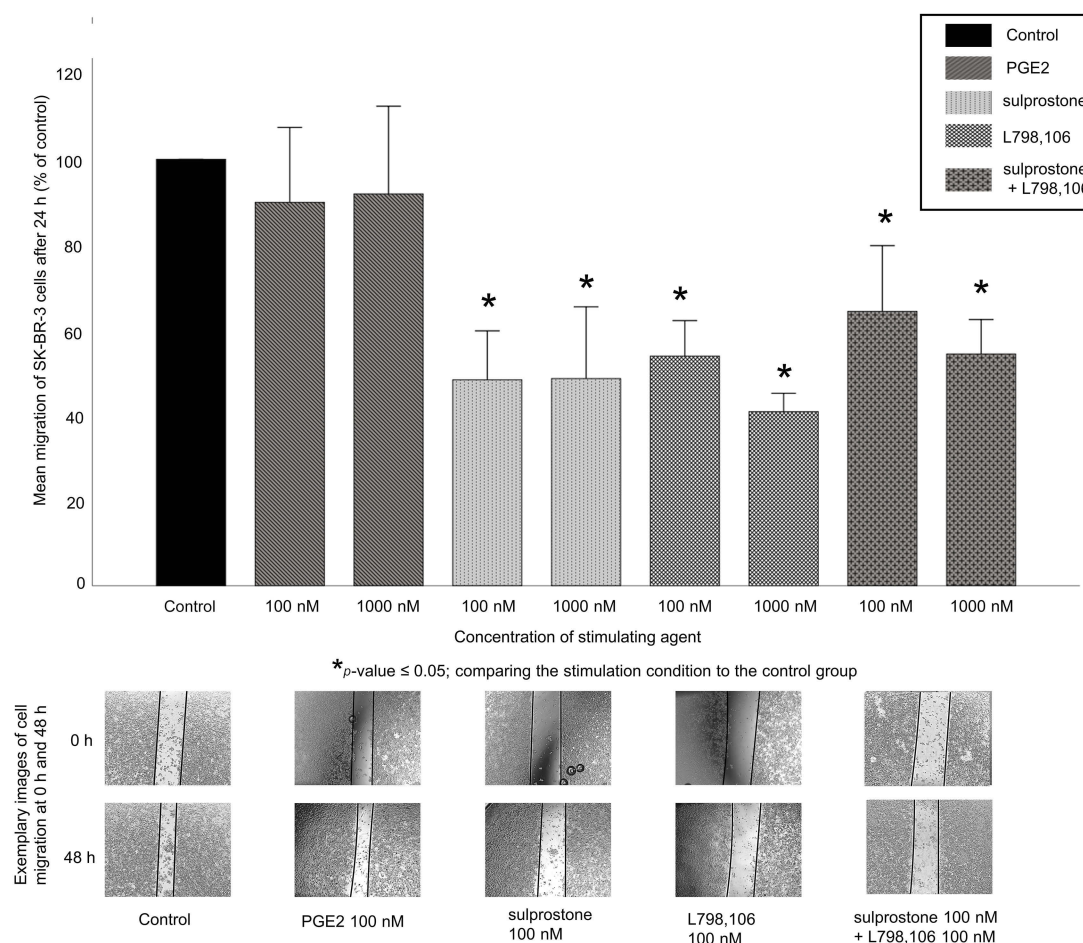 Control
PGE2
sulprostone
L798,106
sulprostone
+ L798,106
Mean migration of SK-BR-3 cells after 24 h (% of control)
120
100
80
60
40
20
0
*
*
*
*
*
*
Control
100 nM
1000 nM
100 nM
1000 nM
100 nM
1000 nM
100 nM
1000 nM
Concentration of stimulating agent
*p-value ≤ 0.05; comparing the stimulation condition to the control group
Exemplary images of cell
migration at 0 h and 48 h
0 h
48 h
Control
PGE2 100 nM
sulprostone
100 nM
L798,106
100 nM
sulprostone 100 nM
+ L798,106 100 nM